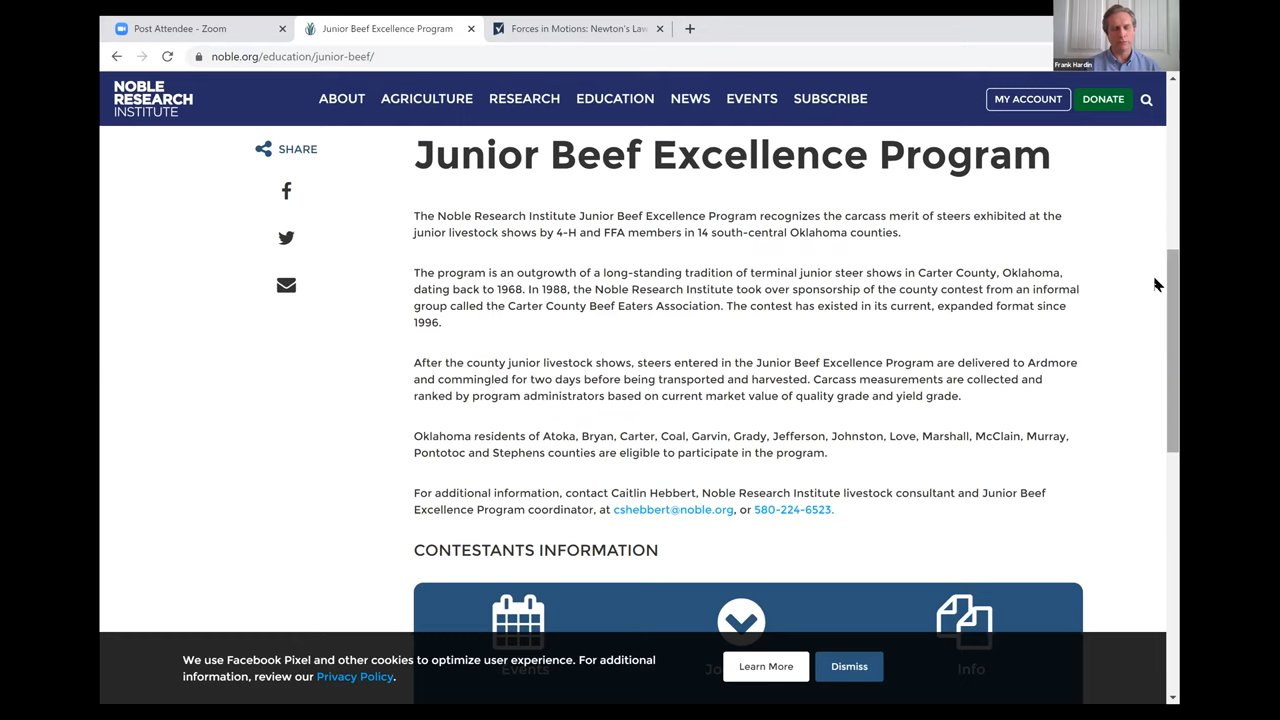 Post Attendee - Zoom
Junior Beef Excellence Program
Forces in Motions: Newton's Law
noble.org/education/junior-beef/
Frank Hardin
NOBLE
RESEARCH
INSTITUTE
ABOUT AGRICULTURE RESEARCH EDUCATION NEWS EVENTS SUBSCRIBE
MY ACCOUNT DONATE
SHARE
Junior Beef Excellence Program
The Noble Research Institute Junior Beef Excellence Program recognizes the carcass merit of steers exhibited at the
junior livestock shows by 4-H and FFA members in 14 south-central Oklahoma counties.
The program is an outgrowth of a long-standing tradition of terminal junior steer shows in Carter County, Oklahoma,
dating back to 1968. In 1988, the Noble Research Institute took over sponsorship of the county contest from an informal
group called the Carter County Beef Eaters Association. The contest has existed in its current, expanded format since
1996.
After the county junior livestock shows, steers entered in the Junior Beef Excellence Program are delivered to Ardmore
and commingled for two days before being transported and harvested. Carcass measurements are collected and
ranked by program administrators based on current market value of quality grade and yield grade.
Oklahoma residents of Atoka, Bryan, Carter, Coal, Garvin, Grady, Jefferson, Johnston, Love, Marshall, McClain, Murray,
Pontotoc and Stephens counties are eligible to participate in the program.
For additional information, contact Caitlin Hebbert, Noble Research Institute livestock consultant and Junior Beef
Excellence Program coordinator, at cshebbert@noble.org, or 580-224-6523.
CONTESTANTS INFORMATION
Events Info
We use Facebook Pixel and other cookies to optimize user experience. For additional
information, review our Privacy Policy.
Learn More
Dismiss